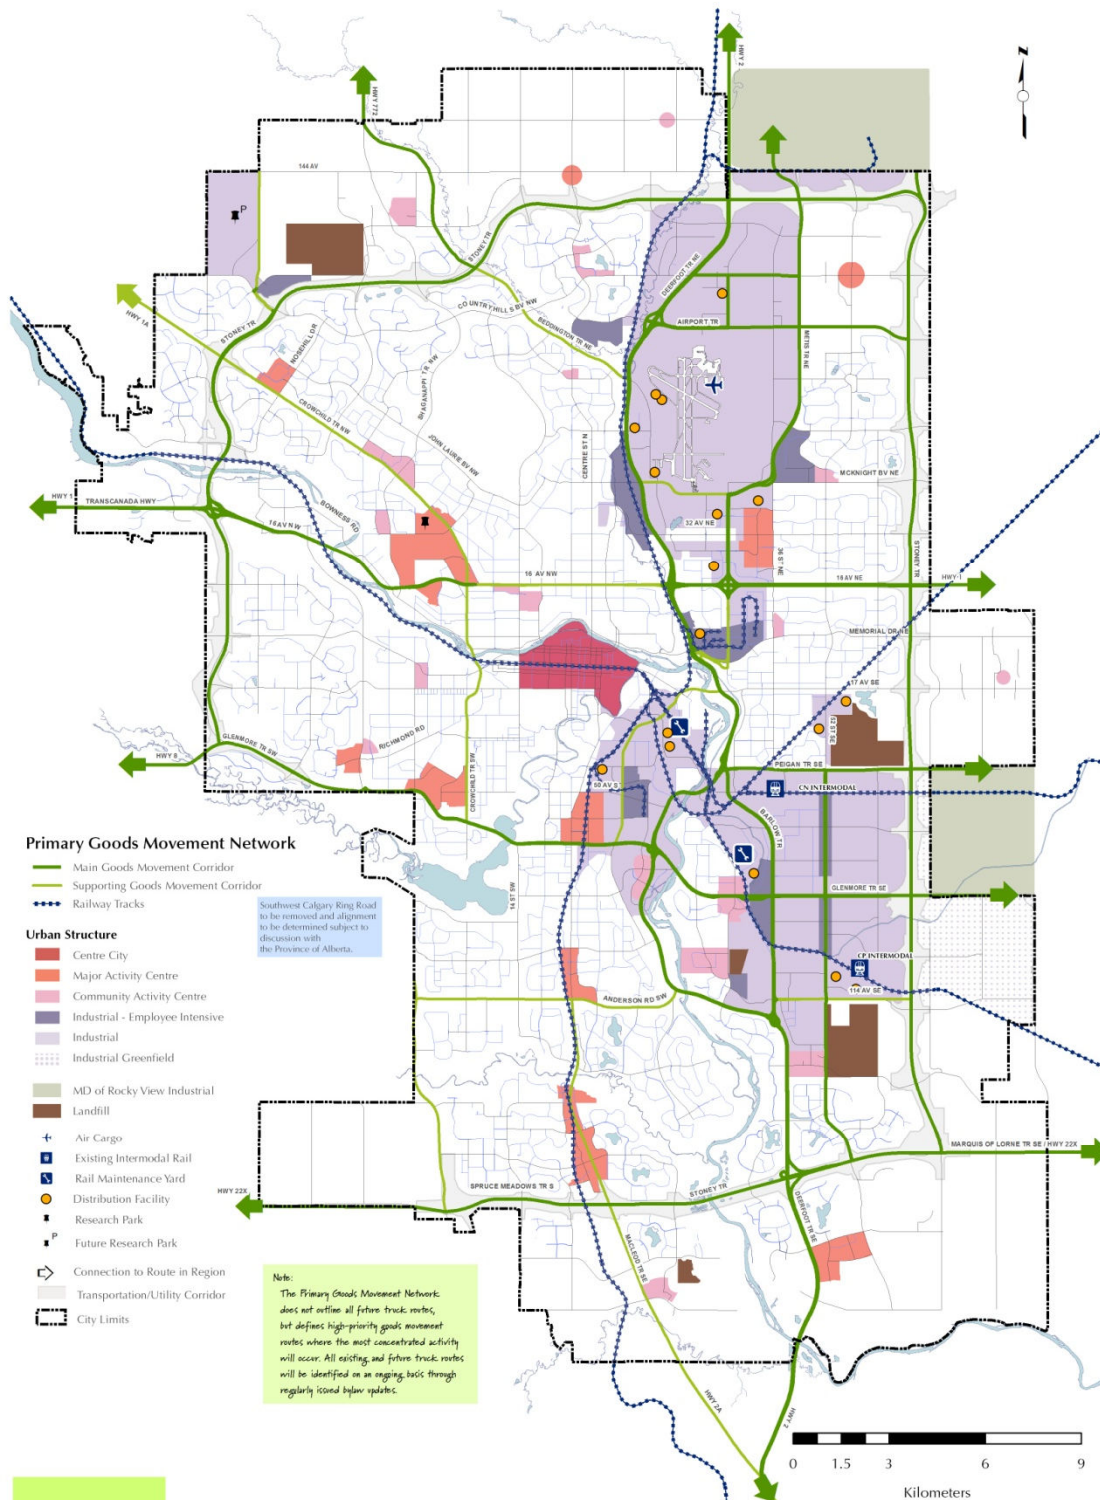 N
HWY 2
HWY 772
144 AV
P
STONEY TR
DEERFOOT TR NE
HWY 1A
COUNTRY HILLS BV NW
BEDDINGTON TR NE
AIRPORT TR
METIS TR NE
STONEY TR
NOSEHILL DR
SHAGANAPPI TR NW
CROWCHILD TR NW
JOHN LAURIE BV NW
CENTRE ST N
MCKNIGHT BV NE
HWY 1
TRANSCANADA HWY
16 AV NW
BOWNESS RD
32 AV NE
36 ST NE
STONEY TR
16 AV NW
16 AV NE
HWY-1
MEMORIAL DR NE
17 AV SE
52 ST SE
RICHMOND RD
GLENMORE TR SW
HWY 8
CROWCHILD TR SW
50 AV S
PEIGAN TR SE
CN INTERMODAL
BARLOW TR
GLENMORE TR SE
14 ST SW
CP INTERMODAL
114 AV SE
ANDERSON RD SW
Primary Goods Movement Network
Main Goods Movement Corridor
Supporting Goods Movement Corridor
Railway Tracks
Southwest Calgary Ring Road
to be removed and alignment
to be determined subject to
discussion with
the Province of Alberta.
Urban Structure
Centre City
Major Activity Centre
Community Activity Centre
Industrial - Employee Intensive
Industrial
Industrial Greenfield
MD of Rocky View Industrial
Landfill
Air Cargo
Existing Intermodal Rail
Rail Maintenance Yard
Distribution Facility
Research Park
P
Future Research Park
Connection to Route in Region
Transportation/Utility Corridor
City Limits
MARQUIS OF LORNE TR SE / HWY 22X
HWY 22X
SPRUCE MEADOWS TR S
STONEY TR
DEERFOOT TR SE
MACLEOD TR SE
HWY 2A
HWY 2
Note:
The Primary Goods Movement Network
does not outline all future truck routes,
but defines high-priority goods movement
routes where the most concentrated activity
will occur. All existing and future truck routes
will be identified on an ongoing basis through
regularly issued bylaw updates.
0 1.5 3 6 9
Kilometers